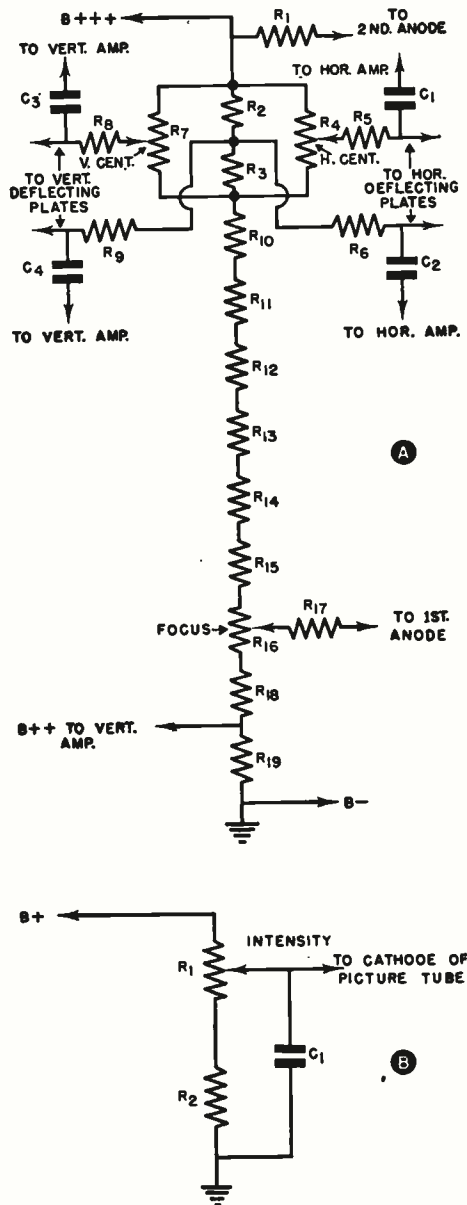 B+++
R1
TO
2ND. ANODE
TO VERT. AMP.
TO HOR. AMP.
C3
R8
R7
R2
R4
R5
C1
V. CENT.
H. CENT.
R3
TO VERT.
DEFLECTING
PLATES
TO HOR.
DEFLECTING
PLATES
C4
R9
R10
R6
C2
TO VERT. AMP.
TO HOR. AMP.
R11
R12
R13
A
R14
R15
FOCUS
R16
R17
TO 1ST.
ANODE
R18
B++ TO VERT.
AMP.
R19
B-
B+
INTENSITY
R1
TO CATHODE OF
PICTURE TUBE
R2
C1
B